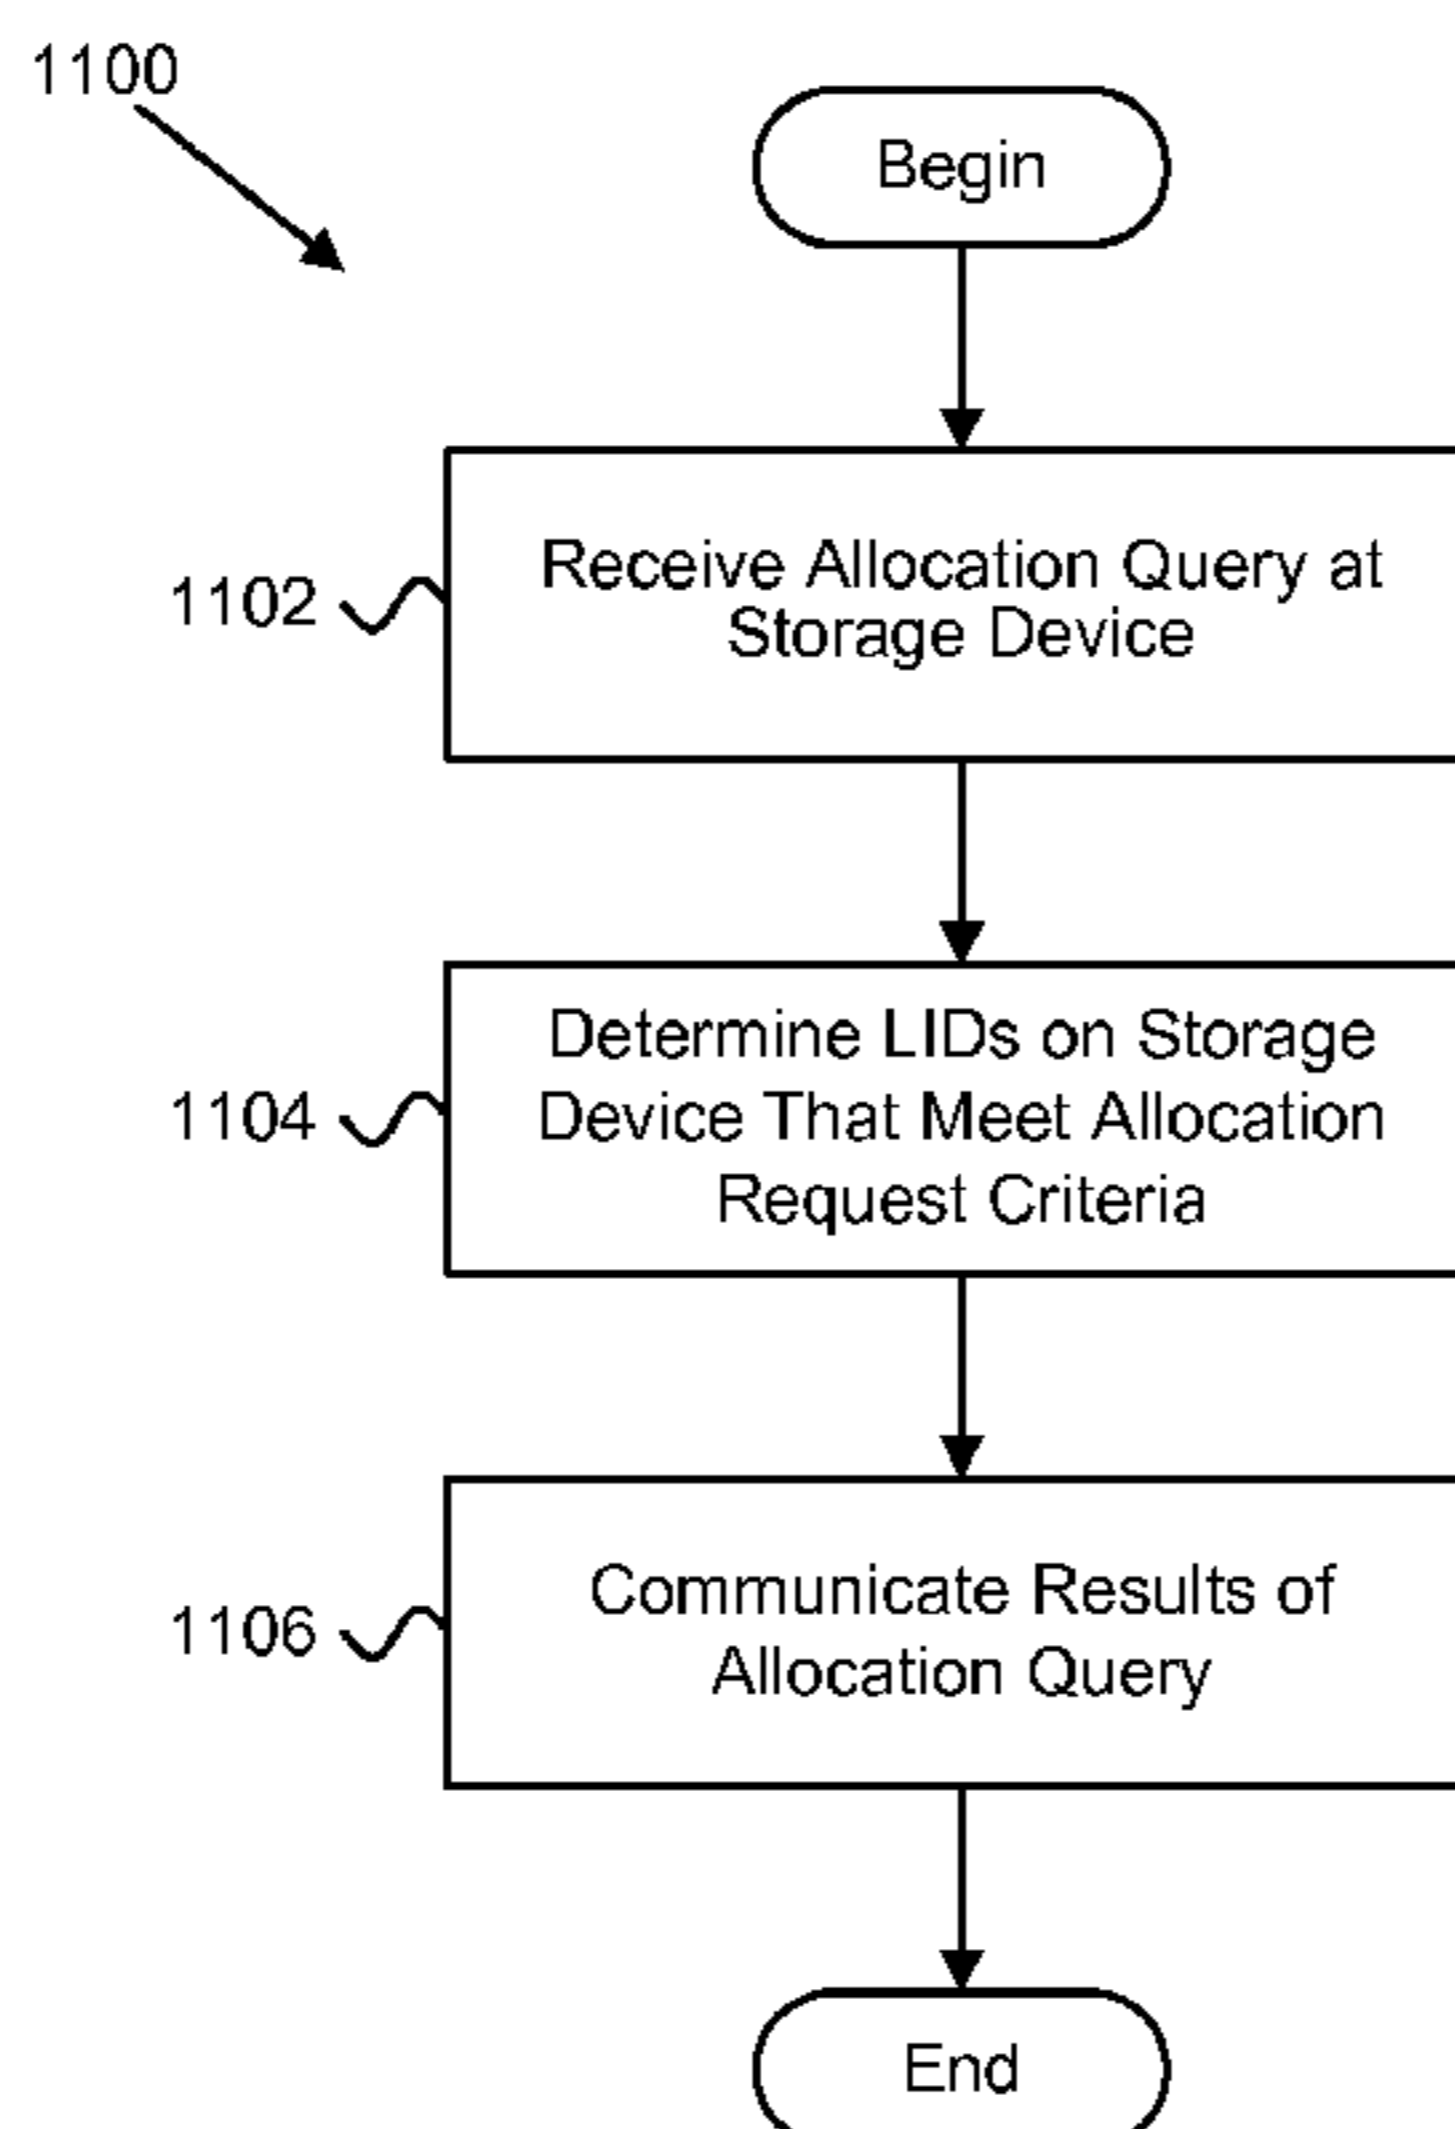 1100
Begin
1102
Receive Allocation Query at
Storage Device
1104
Determine LIDs on Storage
Device That Meet Allocation
Request Criteria
1106
Communicate Results of
Allocation Query
End